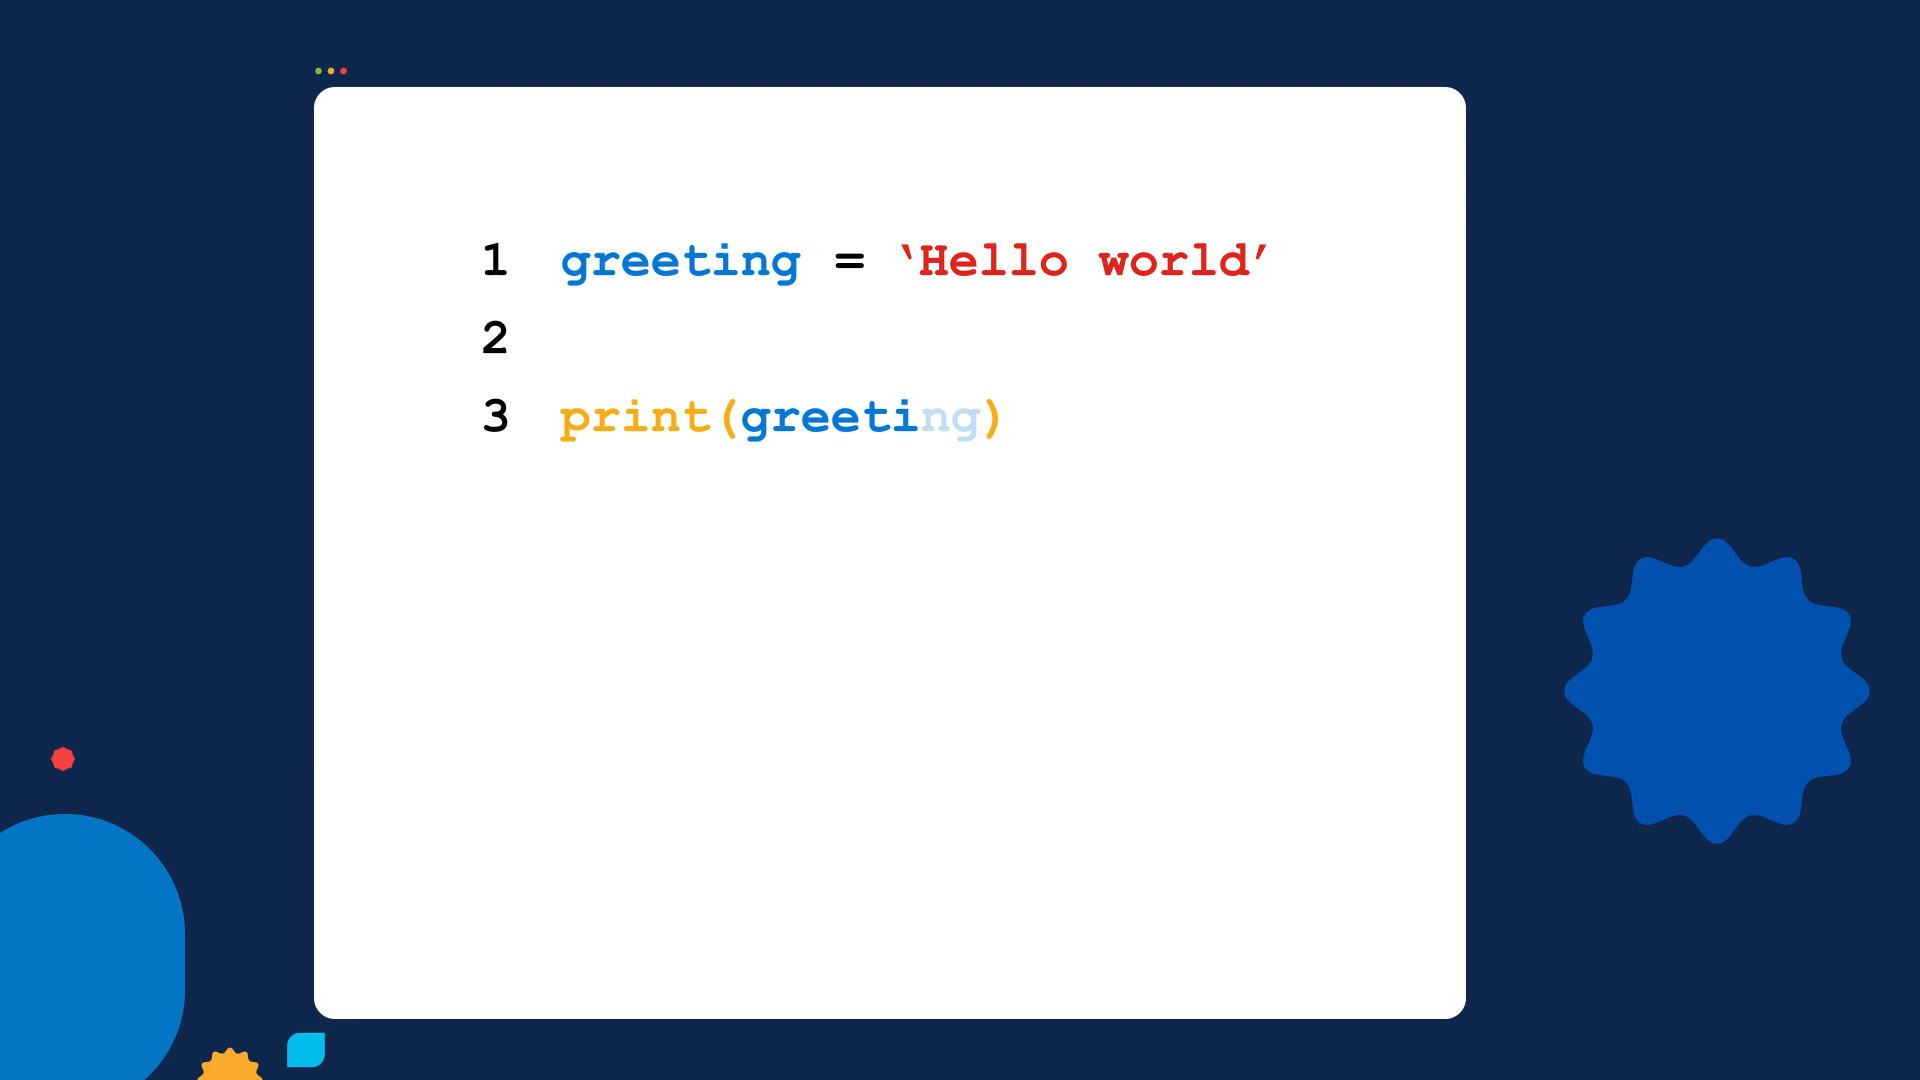 1 greeting = ‘Hello world’
2
3 print(greeting)